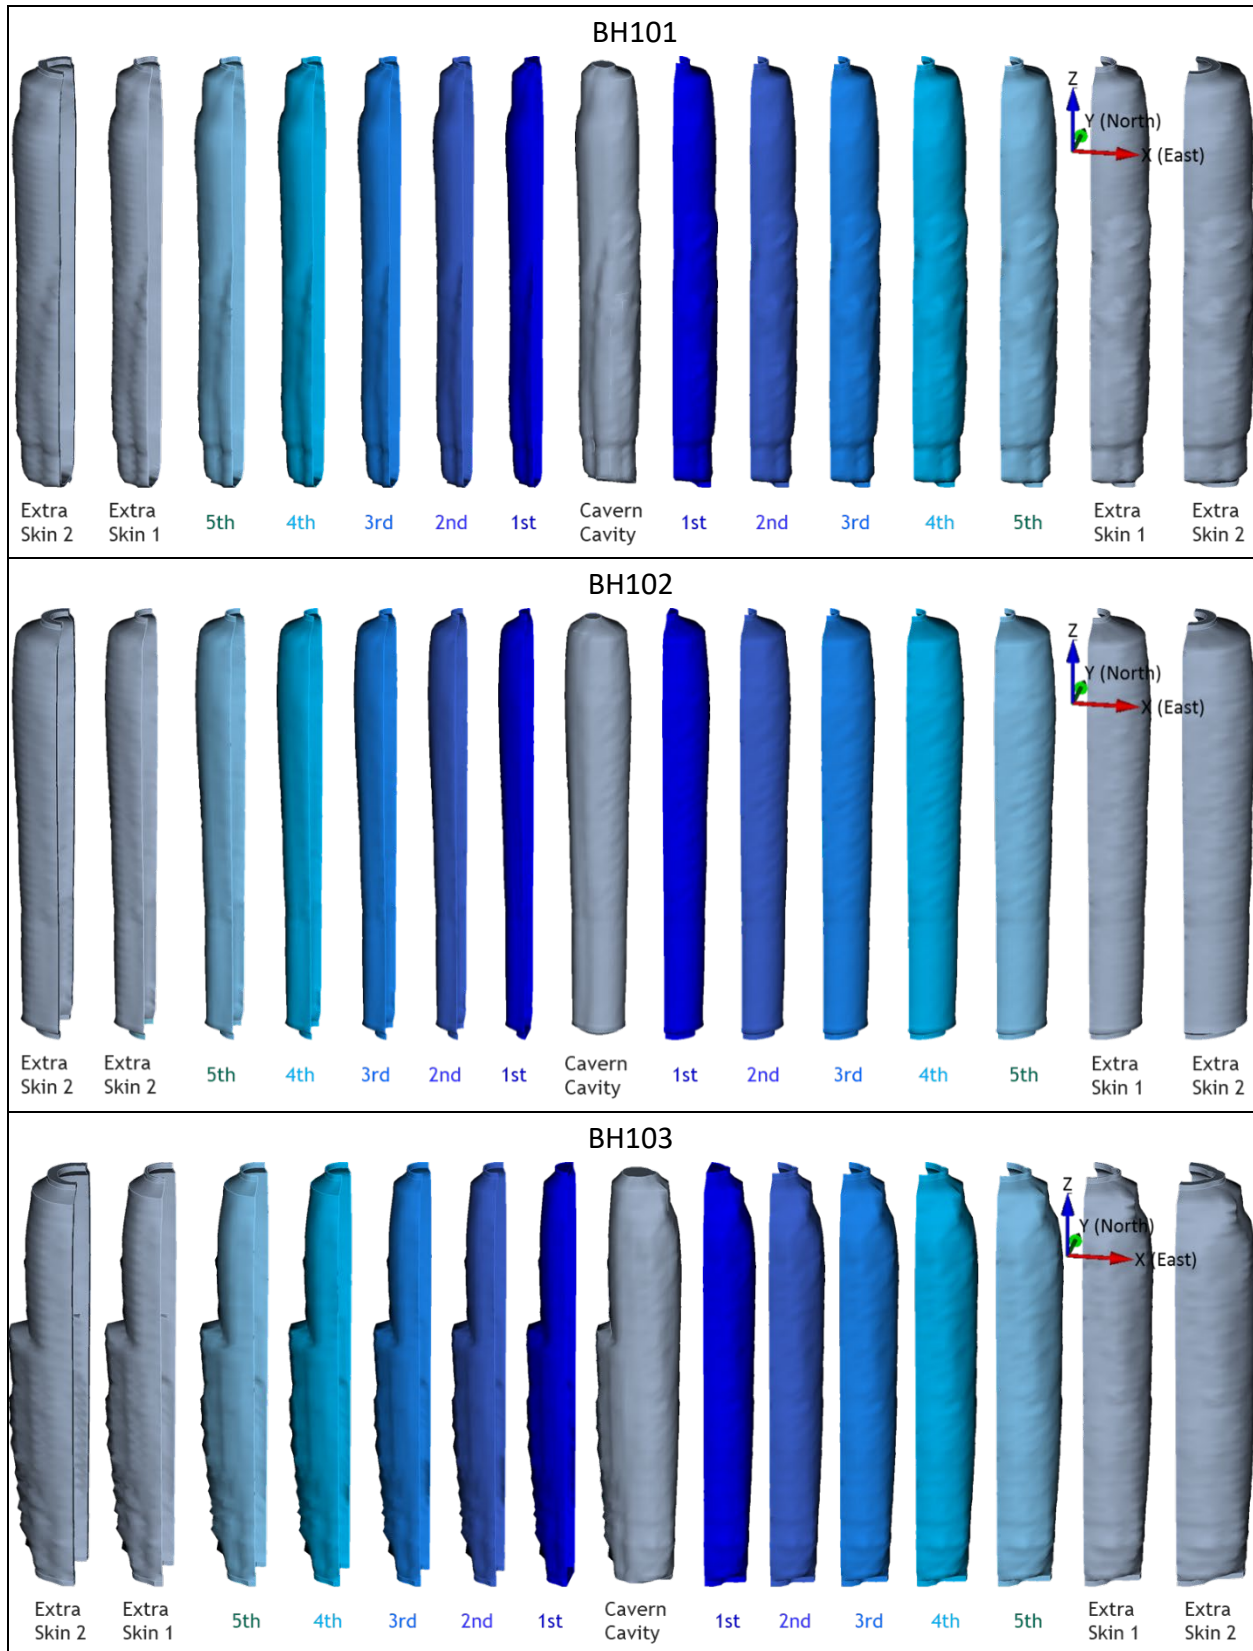 BH101
Z
Y (North)
X (East)
Extra Extra 5th 4th 3rd 2nd 1st Cavern 1st 2nd 3rd 4th 5th Extra Extra
Skin 2 Skin 1 Cavity Skin 1 Skin 2
BH102
Z
Y (North)
X (East)
Extra Extra 5th 4th 3rd 2nd 1st Cavern 1st 2nd 3rd 4th 5th Extra Extra
Skin 2 Skin 2 Cavity Skin 1 Skin 2
BH103
Z
Y (North)
X (East)
Extra Extra 5th 4th 3rd 2nd 1st Cavern 1st 2nd 3rd 4th 5th Extra Extra
Skin 2 Skin 1 Cavity Skin 1 Skin 2